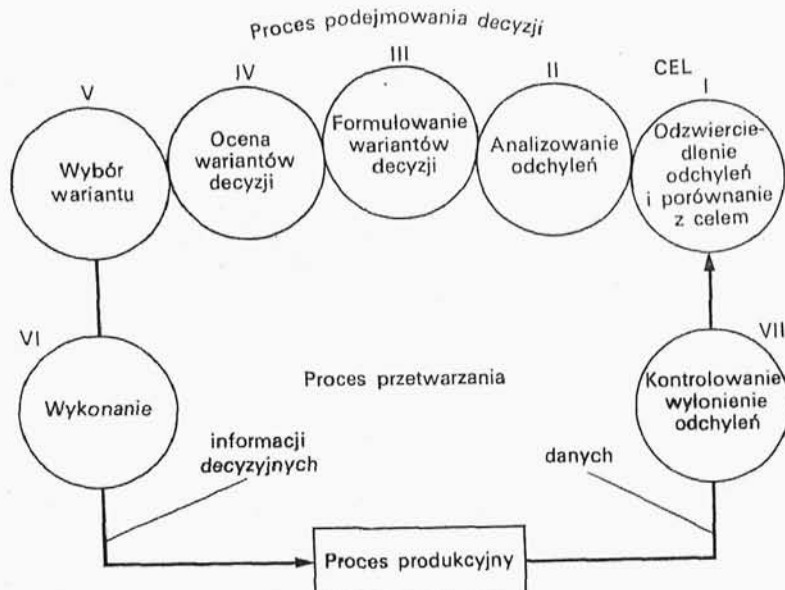 Proces podejmowania decyzji
V
IV
III
II
CEL
I
Wybór
wariantu
Ocena
wariantów
decyzji
Formułowanie
wariantów
decyzji
Analizowanie
odchyleń
Odzwiercie-
dlenie
odchyleń
i porównanie
z celem
VI
Wykonanie
Proces przetwarzania
VII
Kontrolowanie
wyłonienie
odchyleń
informacji
decyzyjnych
danych
Proces produkcyjny